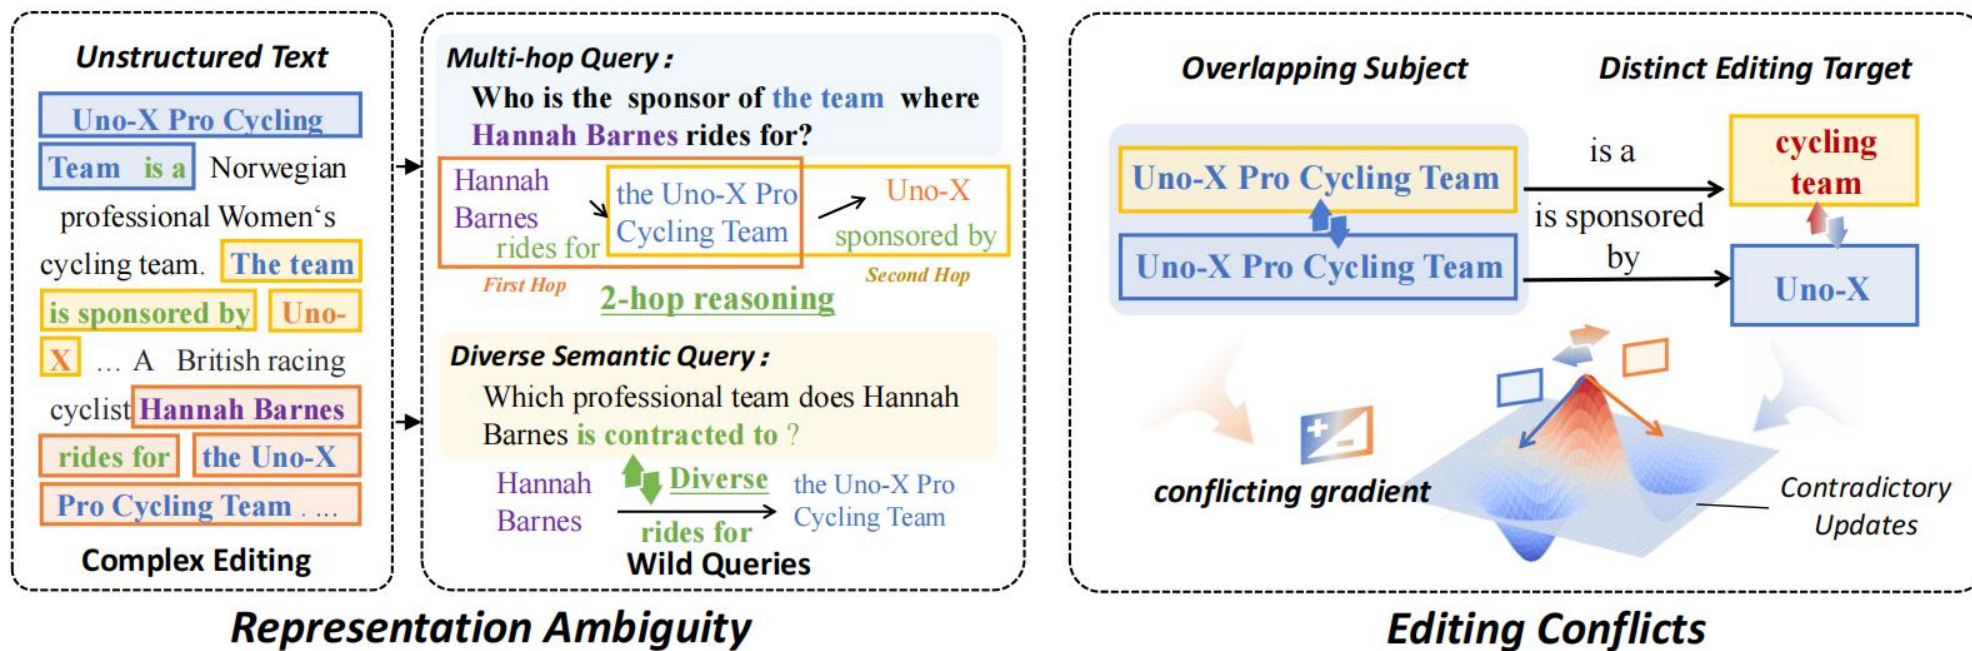 Unstructured Text
Uno-X Pro Cycling
Team is a Norwegian
professional Women‘s
cycling team. The team
is sponsored by Uno-
X ... A British racing
cyclist Hannah Barnes
rides for the Uno-X
Pro Cycling Team . ...
Complex Editing
Multi-hop Query :
Who is the sponsor of the team where
Hannah Barnes rides for?
Hannah
Barnes
rides for
the Uno-X Pro
Cycling Team
Uno-X
sponsored by
First Hop
Second Hop
2-hop reasoning
Diverse Semantic Query :
Which professional team does Hannah
Barnes is contracted to ?
Hannah
Barnes
Diverse
rides for
the Uno-X Pro
Cycling Team
Wild Queries
Representation Ambiguity
Overlapping Subject
Distinct Editing Target
Uno-X Pro Cycling Team
is a
cycling
team
Uno-X Pro Cycling Team
is sponsored
by
Uno-X
conflicting gradient
Contradictory
Updates
Editing Conflicts